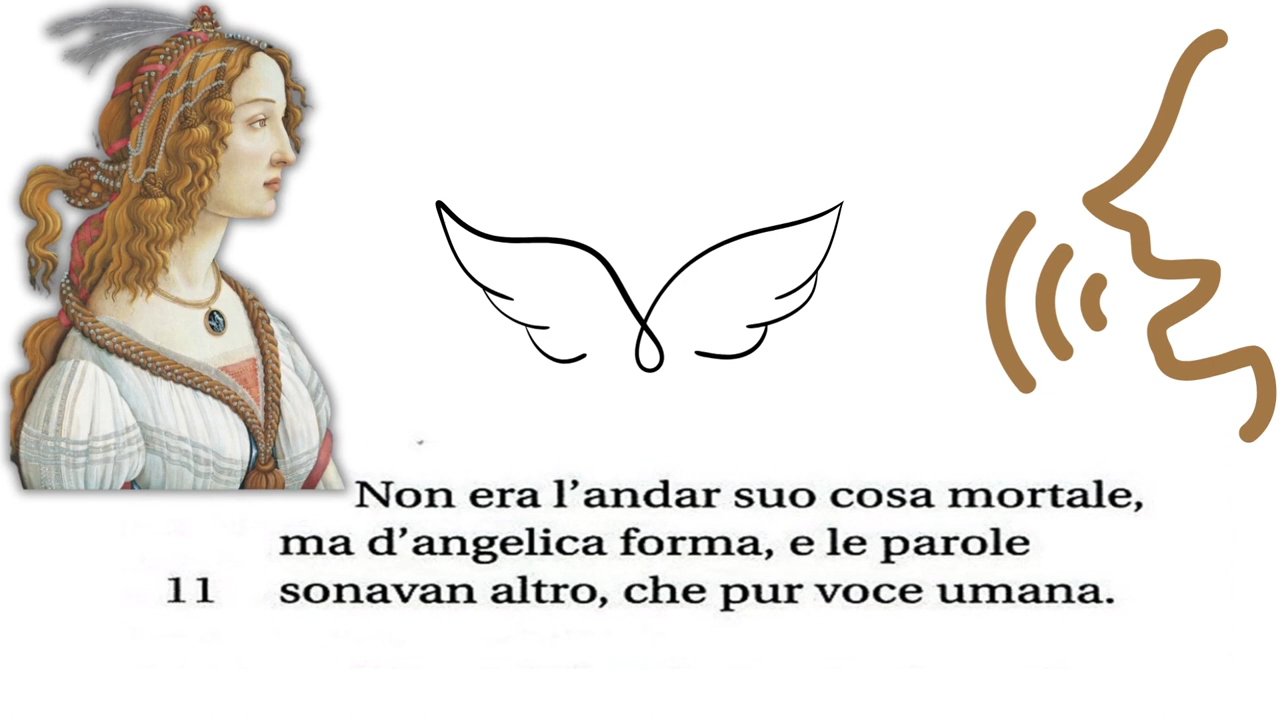 Non era l’andar suo cosa mortale,
ma d’angelica forma, e le parole
11 sonavan altro, che pur voce umana.